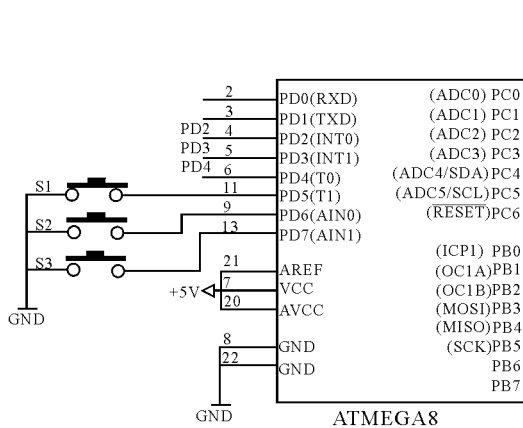 2
PD0(RXD)
(ADC0) PC0
3
PD1(TXD)
(ADC1) PC1
PD2
4
PD2(INT0)
(ADC2) PC2
PD3
5
PD3(INT1)
(ADC3) PC3
PD4
6
PD4(T0)
(ADC4/SDA) PC4
S1
11
PD5(T1)
(ADC5/SCL) PC5
9
PD6(AIN0)
(RESET) PC6
S2
13
PD7(AIN1)
(ICP1) PB0
S3
21
AREF
(OC1A) PB1
+5V
7
VCC
(OC1B) PB2
20
AVCC
(MOSI) PB3
GND
(MISO) PB4
8
GND
(SCK)PB5
22
GND
PB6
PB7
GND
ATMEGA8